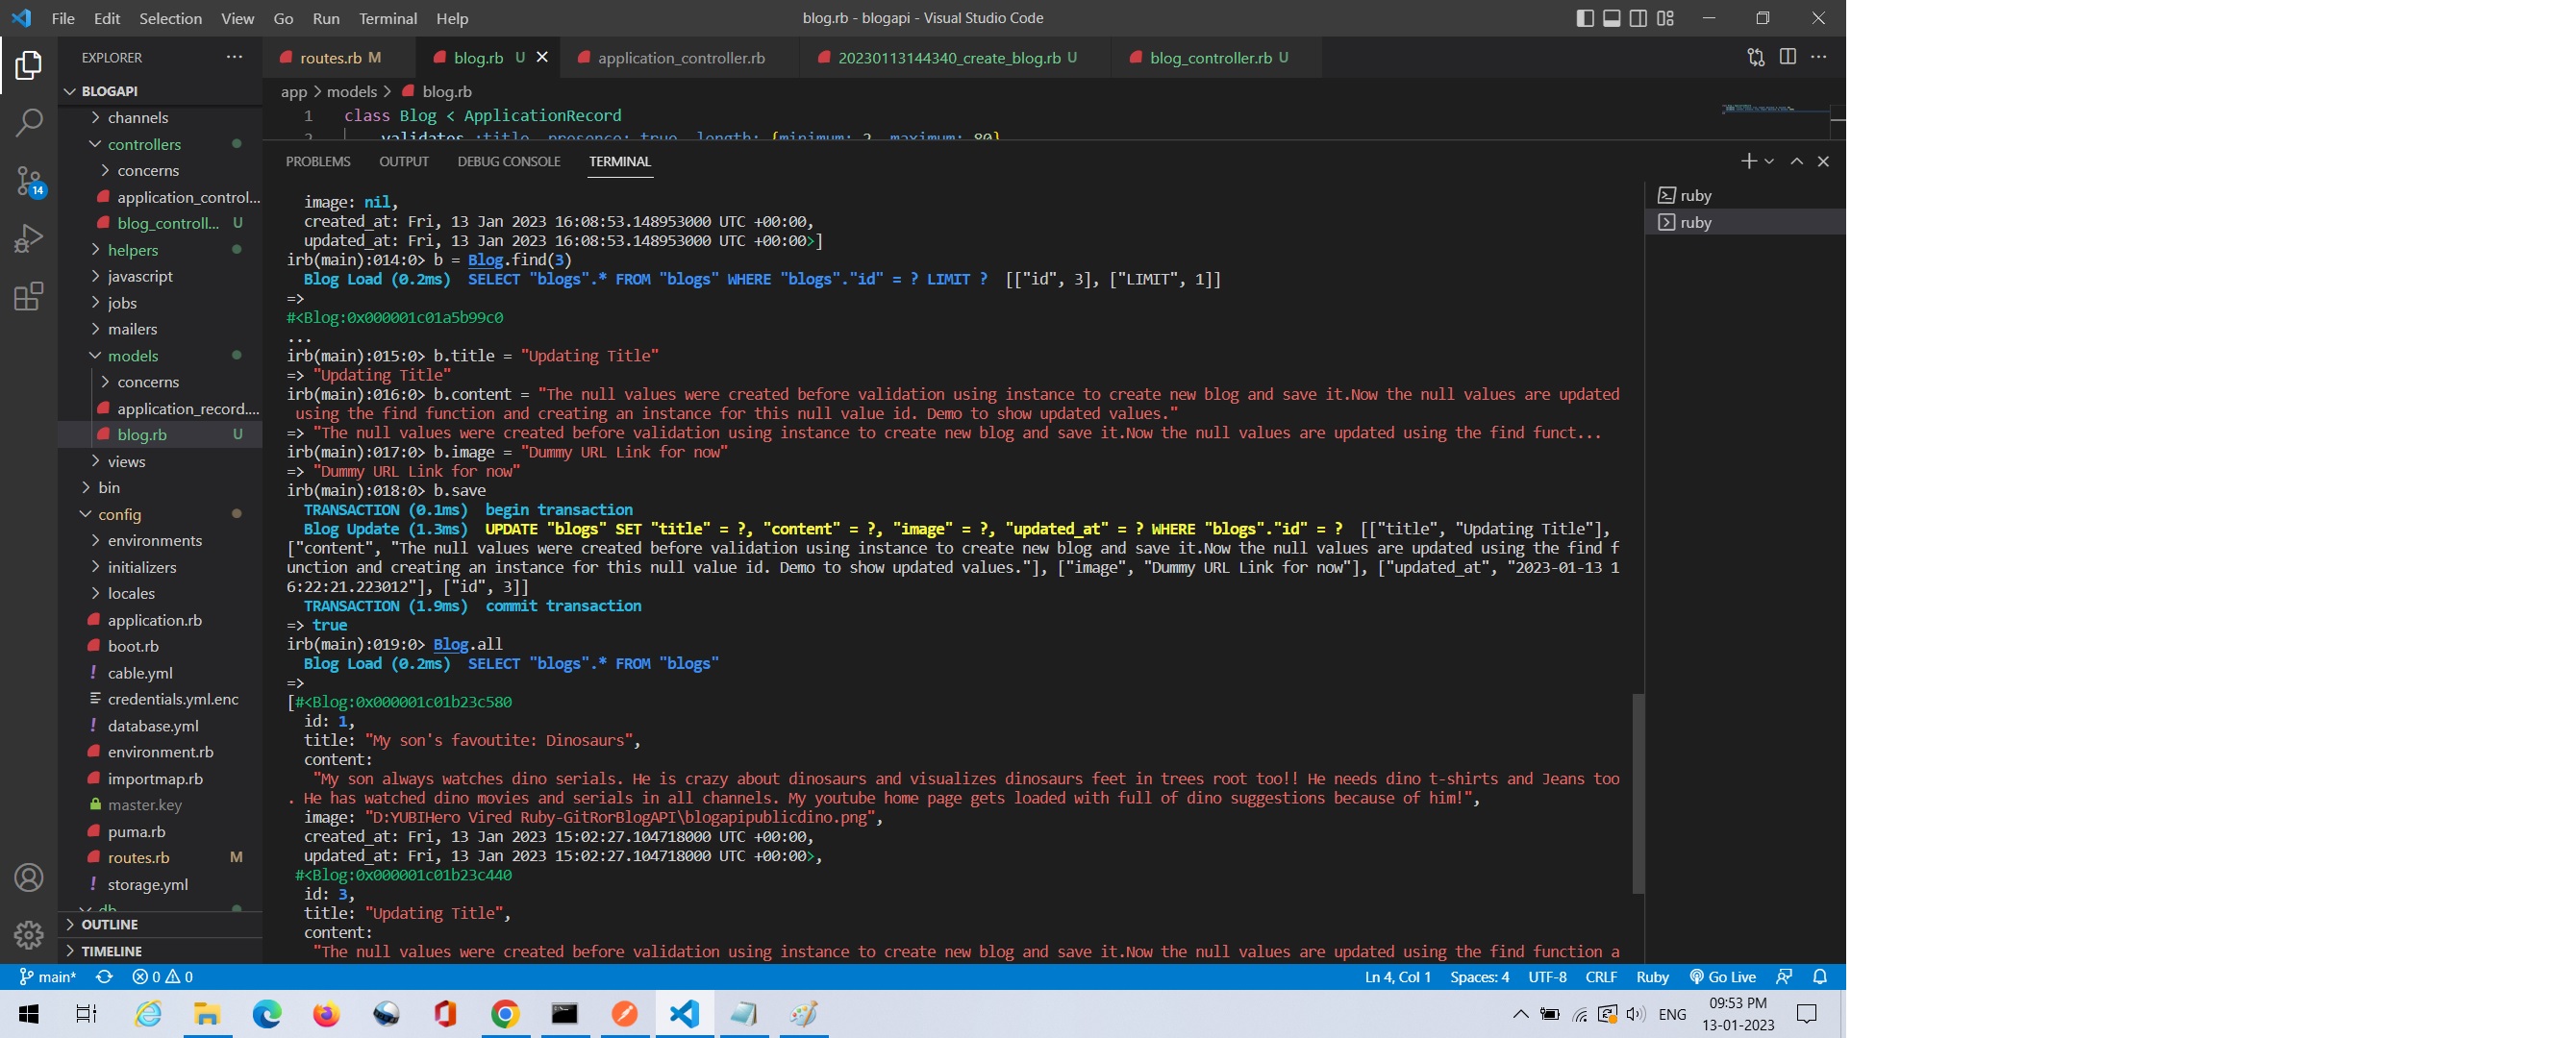 File Edit Selection View Go Run Terminal Help
blog.rb - blogapi - Visual Studio Code
EXPLORER
routes.rb M
blog.rb U
application_controller.rb
20230113144340_create_blog.rb U
blog_controller.rb U
BLOGAPI
channels
controllers
concerns
application_control...
blog_controll... U
helpers
javascript
jobs
mailers
models
concerns
application_record....
blog.rb U
views
bin
config
environments
initializers
locales
application.rb
boot.rb
cable.yml
credentials.yml.enc
database.yml
environment.rb
importmap.rb
master.key
puma.rb
routes.rb M
storage.yml
db
OUTLINE
TIMELINE
14
app > models > blog.rb
1 class Blog < ApplicationRecord
2 validates :title, presence: true, length: {minimum: 2, maximum: 80}
PROBLEMS OUTPUT DEBUG CONSOLE TERMINAL
ruby
ruby
image: nil,
created_at: Fri, 13 Jan 2023 16:08:53.148953000 UTC +00:00,
updated_at: Fri, 13 Jan 2023 16:08:53.148953000 UTC +00:00>]
irb(main):014:0> b = Blog.find(3)
Blog Load (0.2ms) SELECT "blogs".* FROM "blogs" WHERE "blogs"."id" = ? LIMIT ? [["id", 3], ["LIMIT", 1]]
=>
#<Blog:0x000001c01a5b99c0
...
irb(main):015:0> b.title = "Updating Title"
=> "Updating Title"
irb(main):016:0> b.content = "The null values were created before validation using instance to create new blog and save it.Now the null values are updated
using the find function and creating an instance for this null value id. Demo to show updated values."
=> "The null values were created before validation using instance to create new blog and save it.Now the null values are updated using the find funct...
irb(main):017:0> b.image = "Dummy URL Link for now"
=> "Dummy URL Link for now"
irb(main):018:0> b.save
TRANSACTION (0.1ms) begin transaction
Blog Update (1.3ms) UPDATE "blogs" SET "title" = ?, "content" = ?, "image" = ?, "updated_at" = ? WHERE "blogs"."id" = ? [["title", "Updating Title"],
["content", "The null values were created before validation using instance to create new blog and save it.Now the null values are updated using the find f
unction and creating an instance for this null value id. Demo to show updated values."], ["image", "Dummy URL Link for now"], ["updated_at", "2023-01-13 1
6:22:21.223012"], ["id", 3]]
TRANSACTION (1.9ms) commit transaction
=> true
irb(main):019:0> Blog.all
Blog Load (0.2ms) SELECT "blogs".* FROM "blogs"
=>
[#<Blog:0x000001c01b23c580
id: 1,
title: "My son's favoutite: Dinosaurs",
content:
"My son always watches dino serials. He is crazy about dinosaurs and visualizes dinosaurs feet in trees root too!! He needs dino t-shirts and Jeans too
. He has watched dino movies and serials in all channels. My youtube home page gets loaded with full of dino suggestions because of him!",
image: "D:YUBIHero Vired Ruby-GitRorBlogAPI\blogapipublicdino.png",
created_at: Fri, 13 Jan 2023 15:02:27.104718000 UTC +00:00,
updated_at: Fri, 13 Jan 2023 15:02:27.104718000 UTC +00:00>,
#<Blog:0x000001c01b23c440
id: 3,
title: "Updating Title",
content:
"The null values were created before validation using instance to create new blog and save it.Now the null values are updated using the find function a
main* 0 0
Ln 4, Col 1 Spaces: 4 UTF-8 CRLF Ruby Go Live
ENG
09:53 PM
13-01-2023